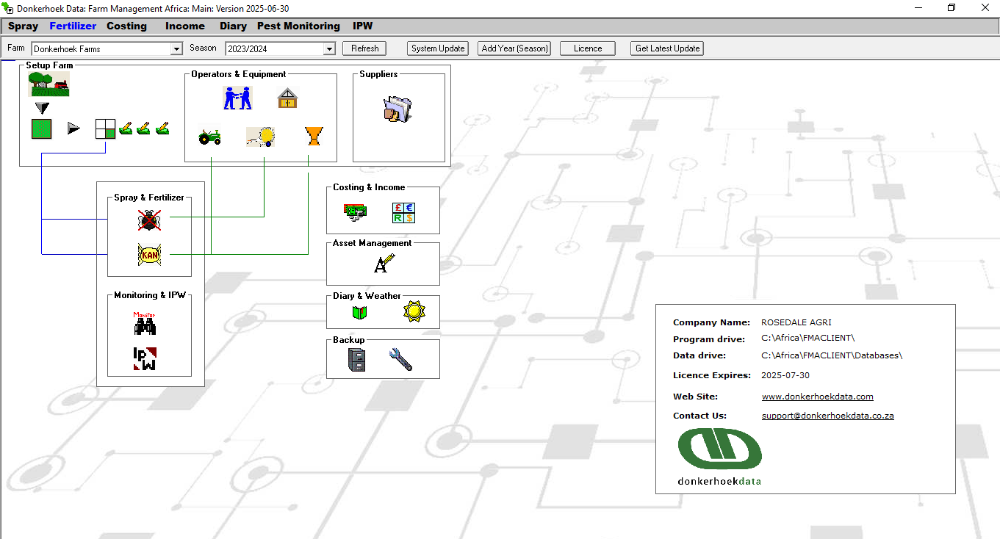 Donkerhoek Data: Farm Management Africa: Main: Version 2025-06-30
Spray Fertilizer Costing Income Diary Pest Monitoring IPW
Farm Donkerhoek Farms Season 2023/2024 Refresh System Update Add Year (Season) Licence Get Latest Update
Setup Farm
Operators & Equipment
Suppliers
Spray & Fertilizer
KAN
Monitoring & IPW
Monitor
IPW
Costing & Income
£ €
R $
Asset Management
A
Diary & Weather
Backup
Company Name: ROSEDALE AGRI
Program drive: C:\Africa\FMACLIENT\
Data drive: C:\Africa\FMACLIENT\Databases\
Licence Expires: 2025-07-30
Web Site: www.donkerhoekdata.com
Contact Us: support@donkerhoekdata.co.za
donkerhoekdata